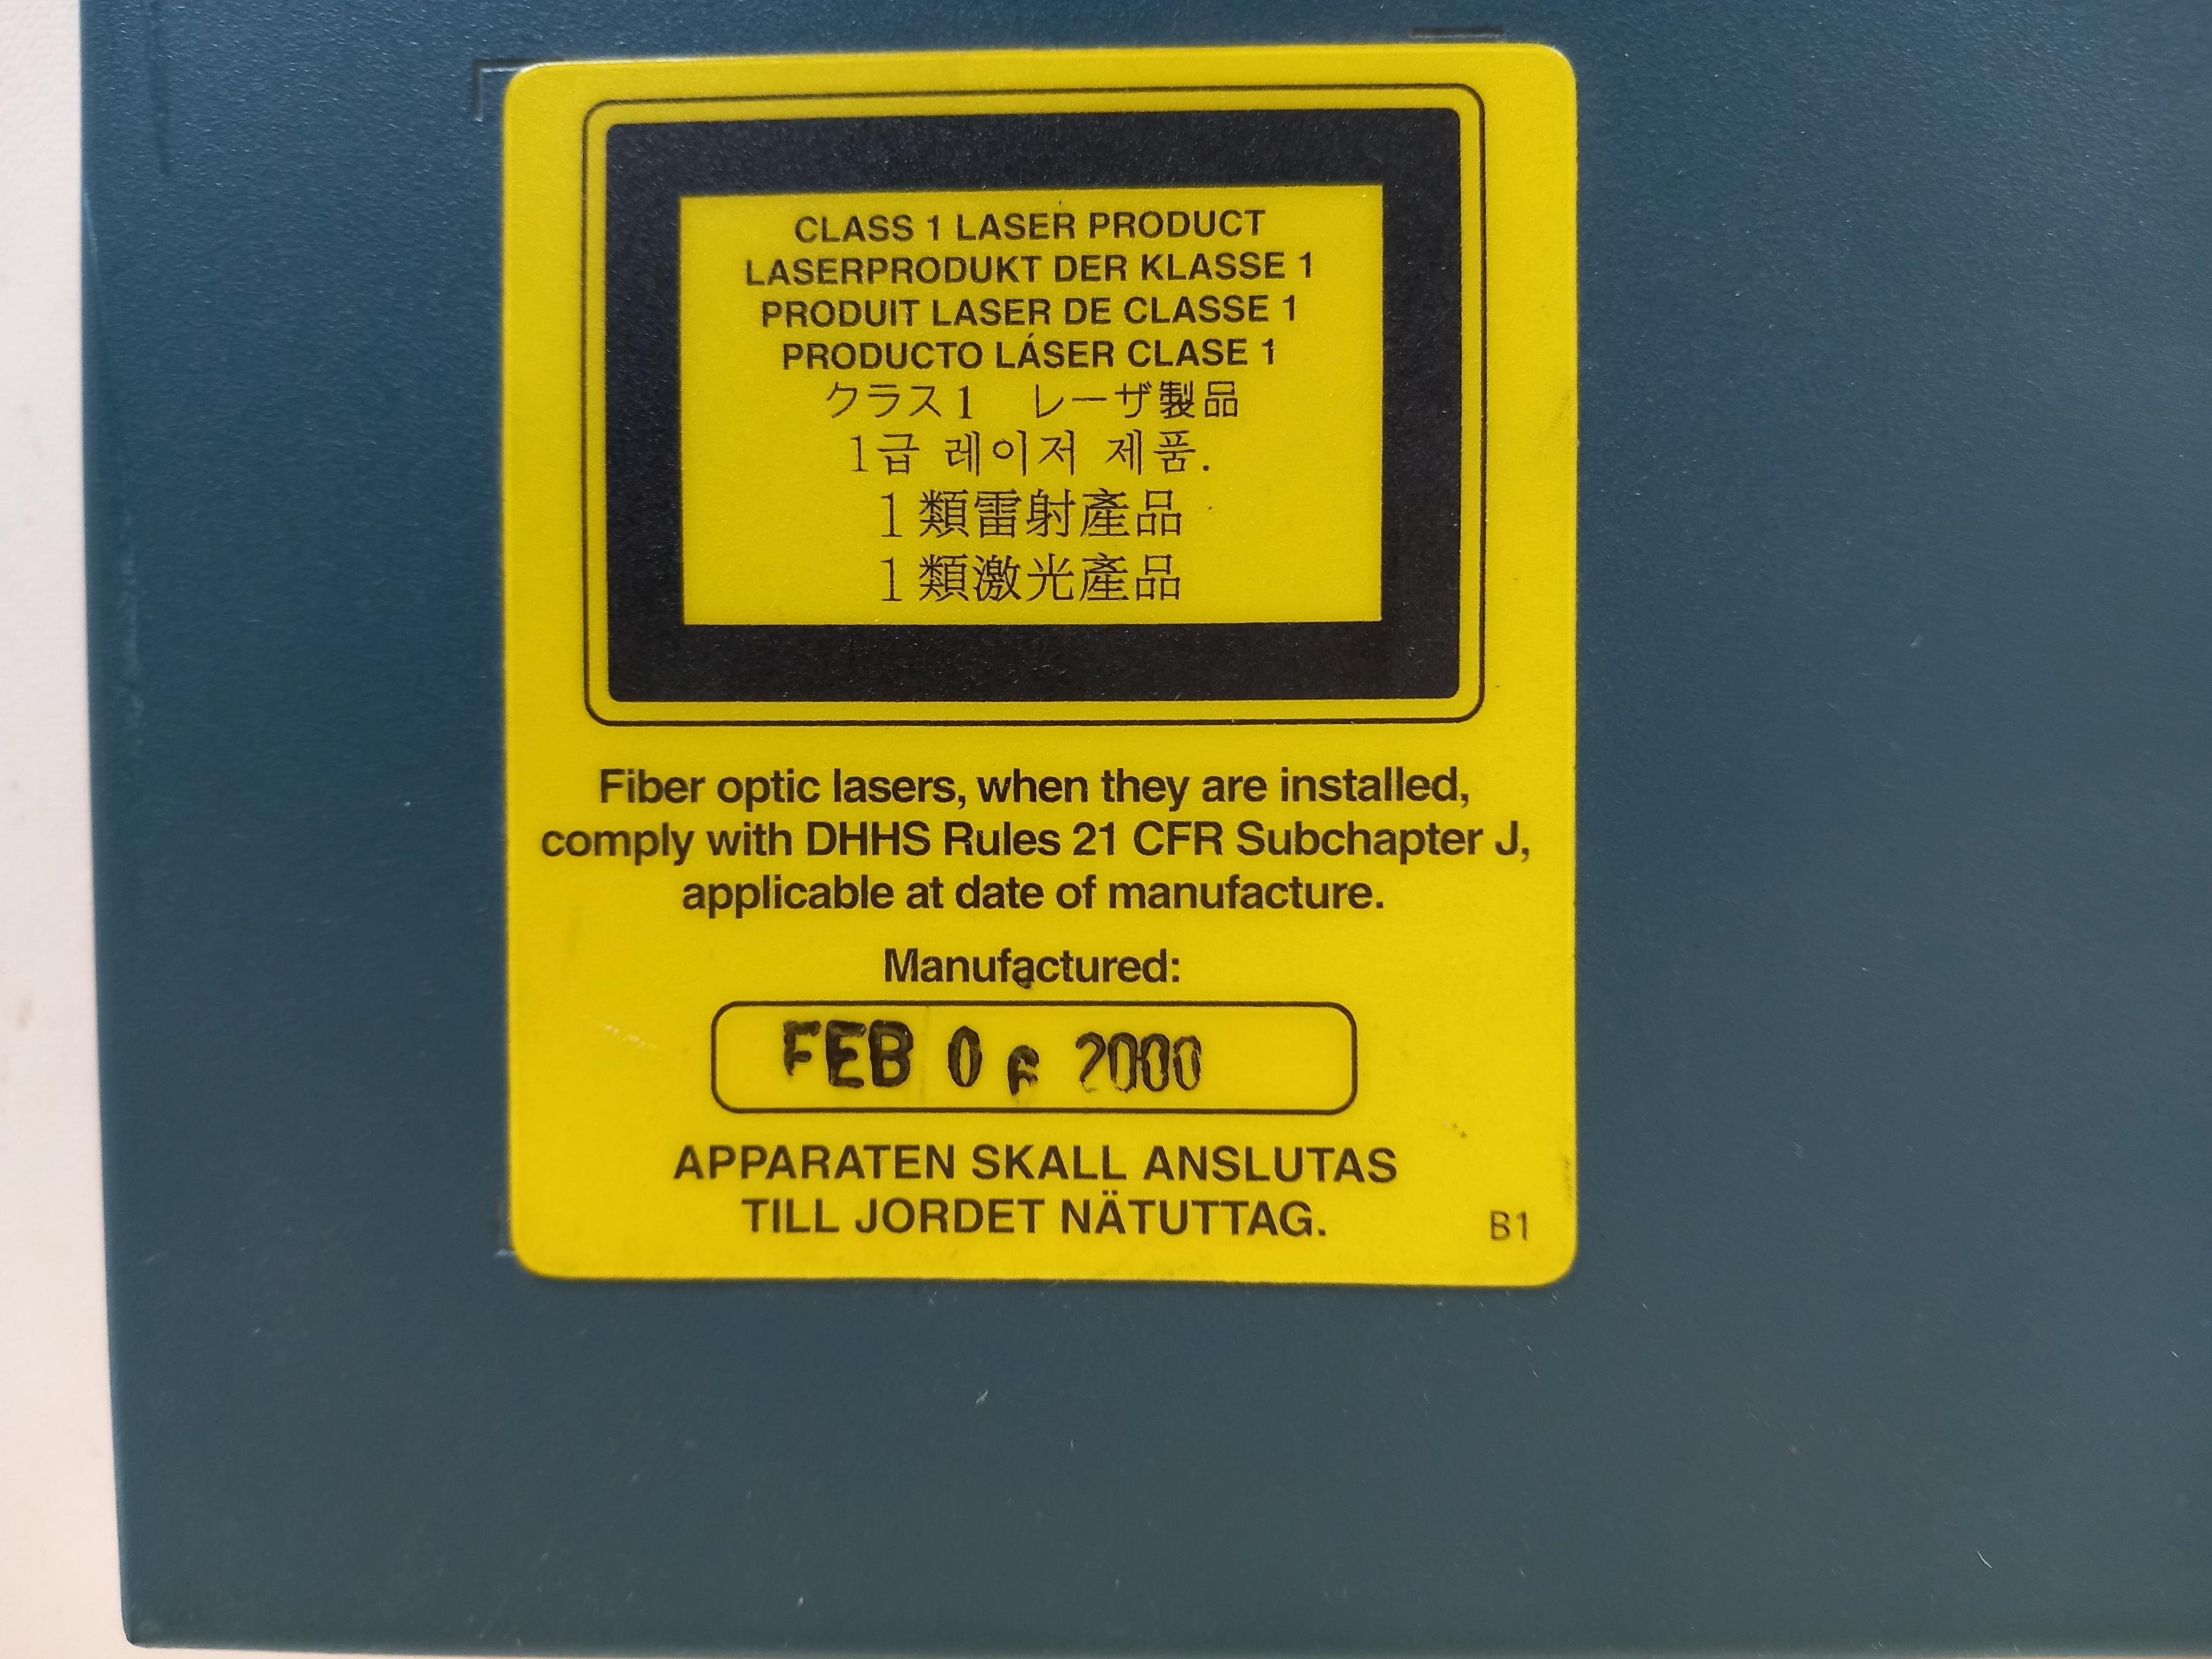 CLASS 1 LASER PRODUCT
LASERPRODUKT DER KLASSE 1
PRODUIT LASER DE CLASSE 1
PRODUCTO LÁSER CLASE 1
クラス1 レーザ製品
1급 레이저 제품.
1類雷射產品
1類激光產品
Fiber optic lasers, when they are installed,
comply with DHHS Rules 21 CFR Subchapter J,
applicable at date of manufacture.
Manufactured:
FEB 06 2000
APPARATEN SKALL ANSLUTAS
TILL JORDET NÄTUTTAG.
B1